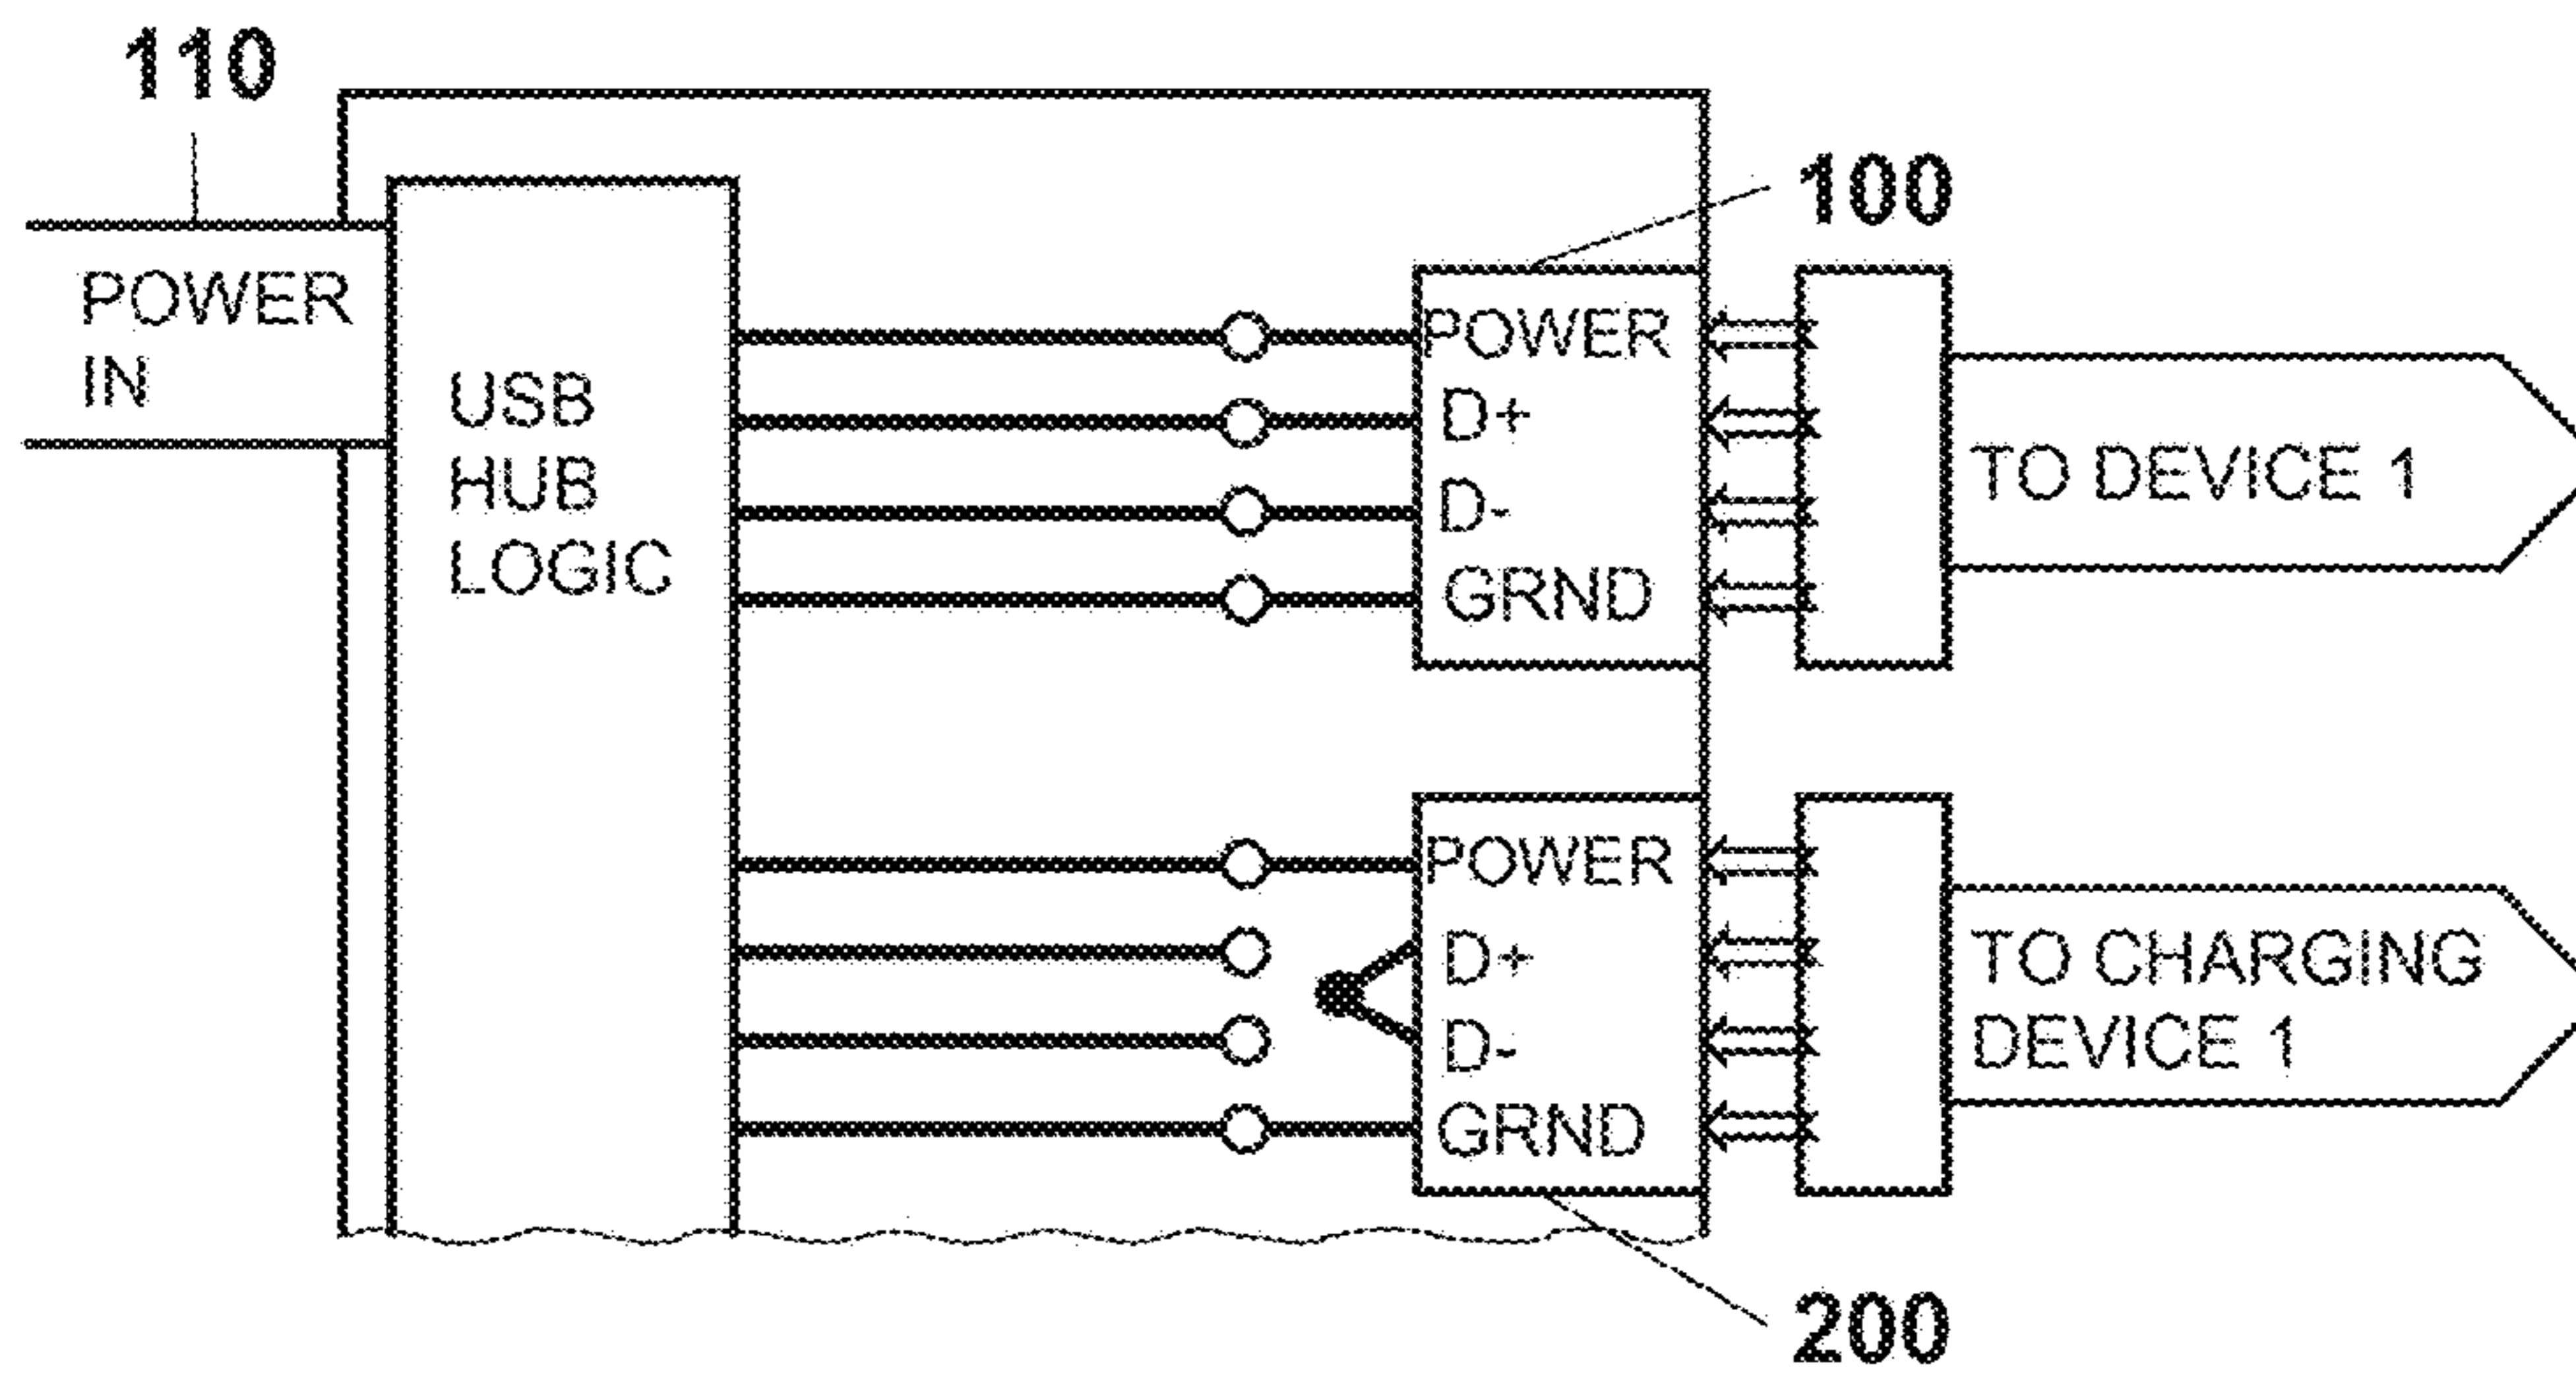 110
100
POWER
IN
USB
HUB
LOGIC
POWER
D+
D-
GRND
TO DEVICE 1
POWER
D+
D-
GRND
TO CHARGING
DEVICE 1
200